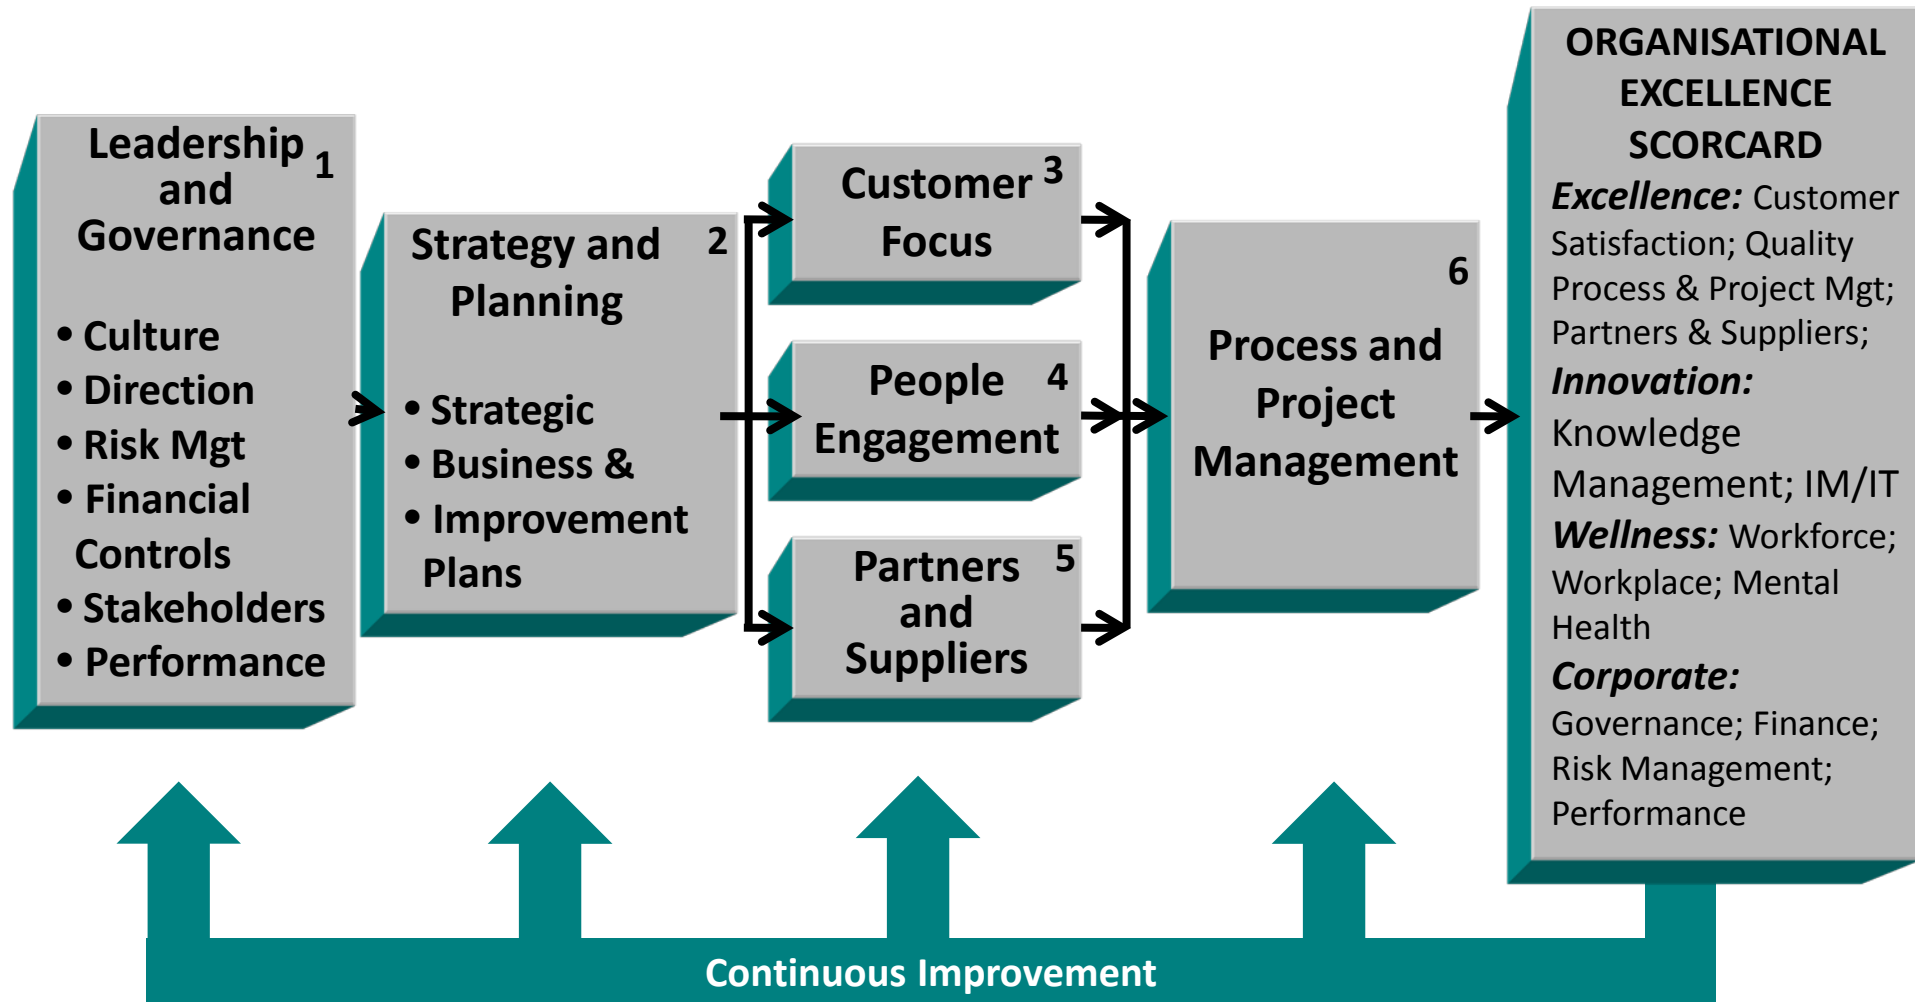 Leadership
and
Governance
1
• Culture
• Direction
• Risk Mgt
• Financial
Controls
• Stakeholders
• Performance
Strategy and
Planning
2
• Strategic
• Business &
• Improvement
Plans
Customer
Focus
3
People
Engagement
4
Partners
and
Suppliers
5
6
Process and
Project
Management
ORGANISATIONAL
EXCELLENCE
SCORCARD
Excellence: Customer
Satisfaction; Quality
Process & Project Mgt;
Partners & Suppliers;
Innovation:
Knowledge
Management; IM/IT
Wellness: Workforce;
Workplace; Mental
Health
Corporate:
Governance; Finance;
Risk Management;
Performance
Continuous Improvement